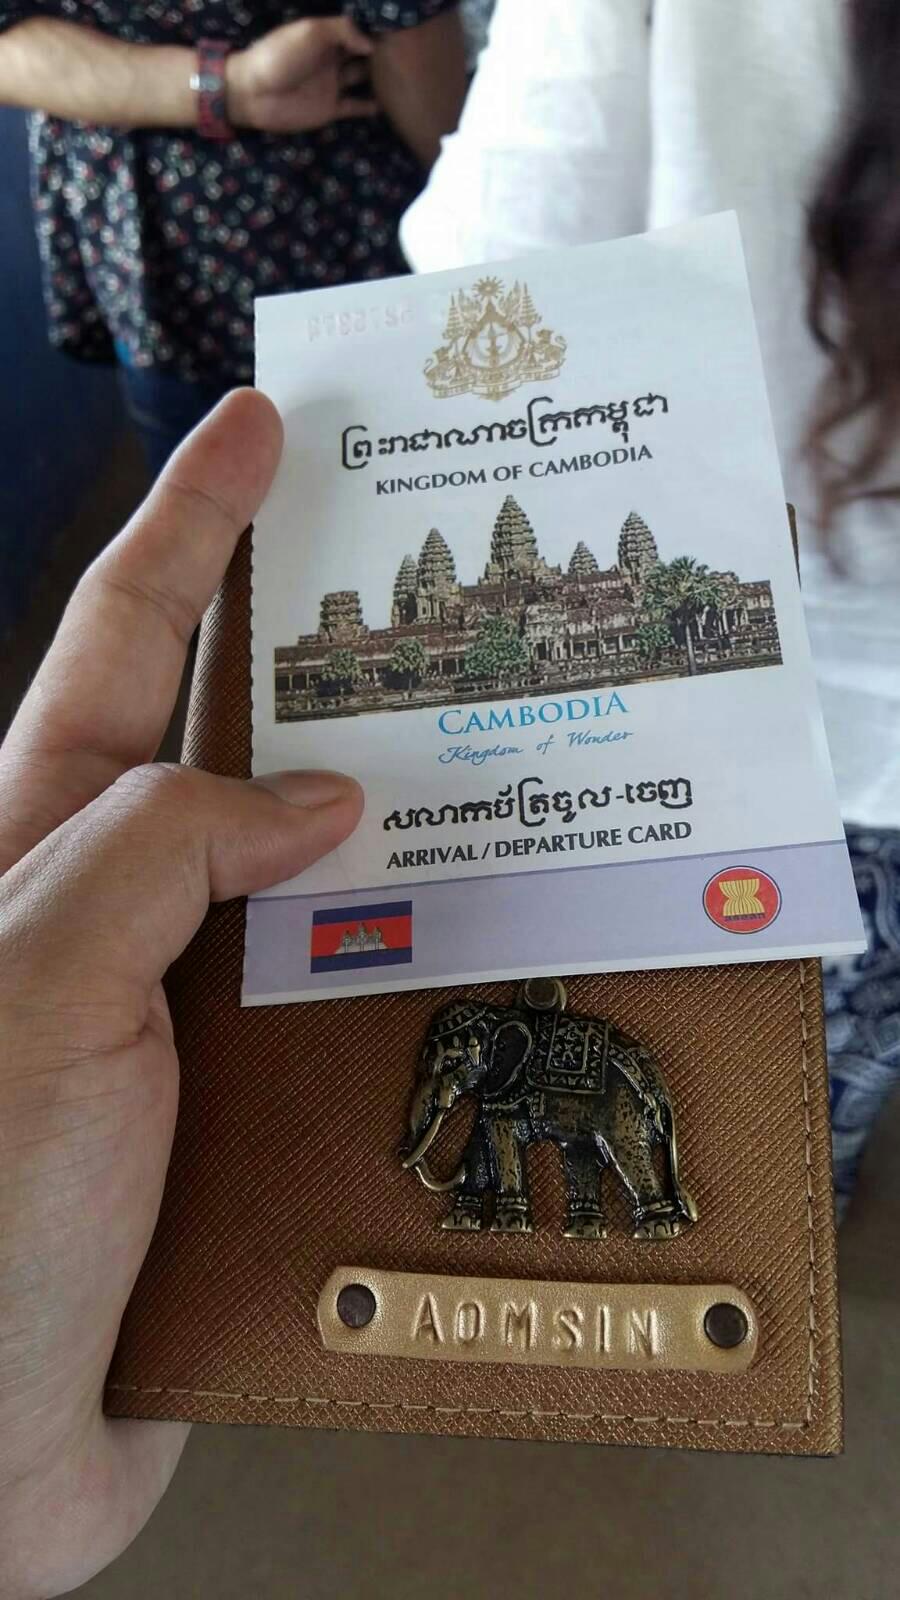 ព្រះរាជាណាចក្រកម្ពុជា
KINGDOM OF CAMBODIA
CAMBODIA
Kingdom of Wonder
សលាកប័ត្រចូល-ចេញ
ARRIVAL / DEPARTURE CARD
asean
AOMSIN